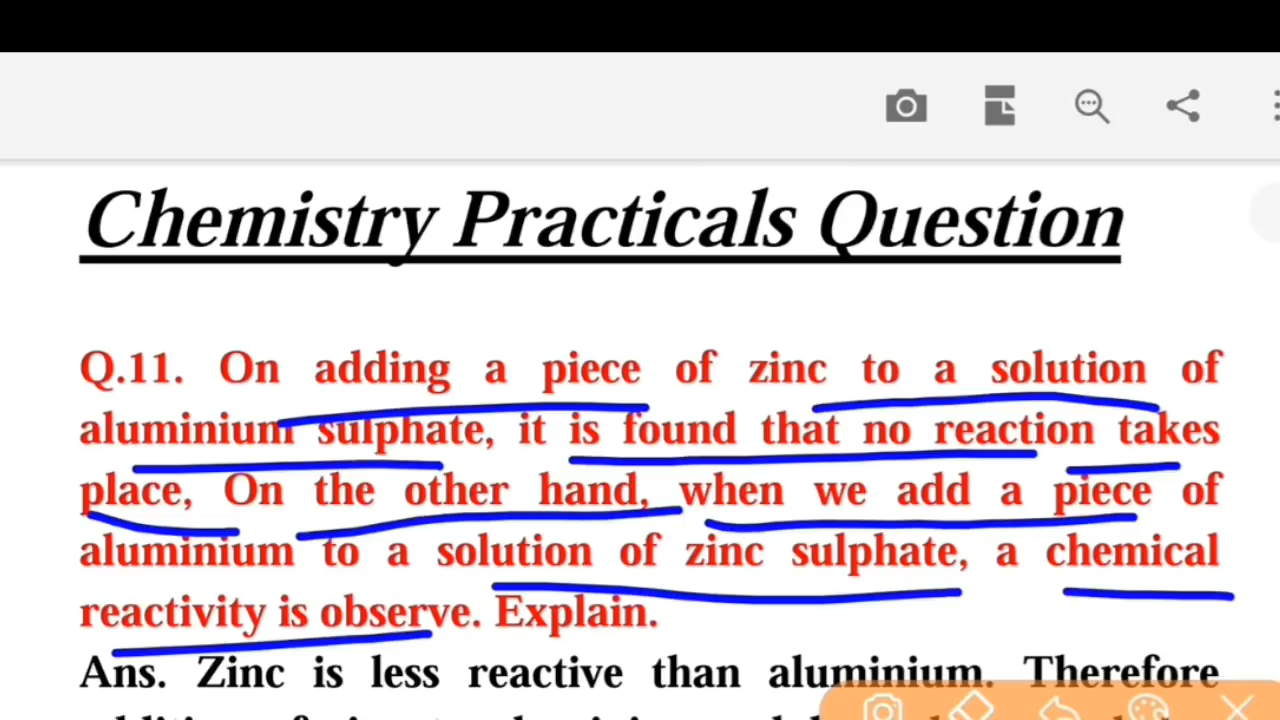 Chemistry Practicals Question
Q.11. On adding a piece of zinc to a solution of
aluminium sulphate, it is found that no reaction takes
place, On the other hand, when we add a piece of
aluminium to a solution of zinc sulphate, a chemical
reactivity is observe. Explain.
Ans. Zinc is less reactive than aluminium. Therefore